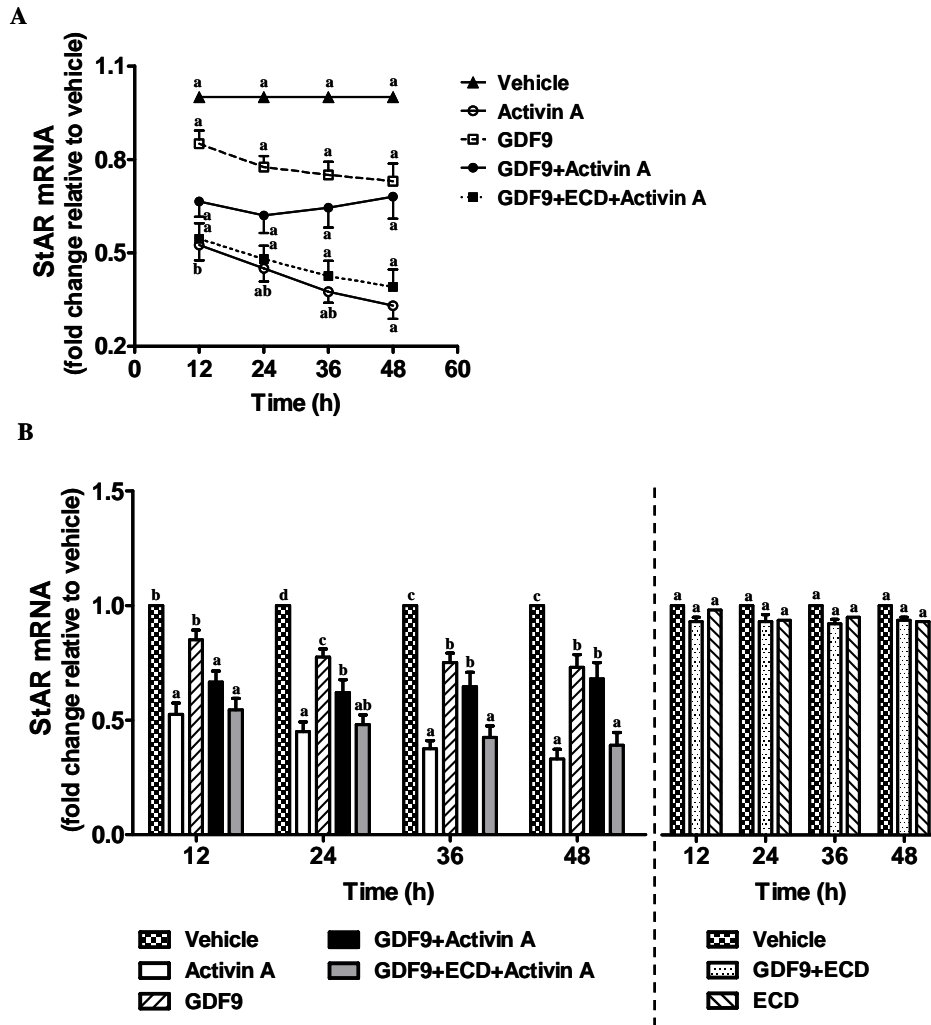 A
StAR mRNA
(fold change relative to vehicle)
1.1
0.8
0.5
0.2
a a a a
a a a a
a a a a
a a a a
b ab ab a
0 12 24 36 48 60
Time (h)
Vehicle
Activin A
GDF9
GDF9+Activin A
GDF9+ECD+Activin A
B
StAR mRNA
(fold change relative to vehicle)
1.5
1.0
0.5
0.0
b a b a a
d a c b ab
c a b b a
c a b b a
a a a
a a a
a a a
a a a
12 24 36 48
Time (h)
12 24 36 48
Time (h)
Vehicle
Activin A
GDF9
GDF9+Activin A
GDF9+ECD+Activin A
Vehicle
GDF9+ECD
ECD